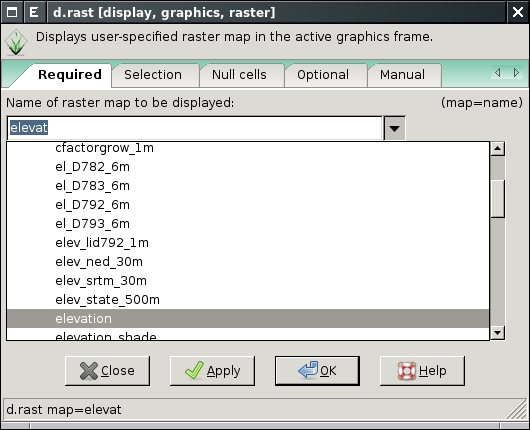 E d.rast [display, graphics, raster]
Displays user-specified raster map in the active graphics frame.
Required Selection Null cells Optional Manual
Name of raster map to be displayed: (map=name)
elevat
cfactorgrow_1m
el_D782_6m
el_D783_6m
el_D792_6m
el_D793_6m
elev_lid792_1m
elev_ned_30m
elev_srtm_30m
elev_state_500m
elevation
elevation_shade
Close Apply OK Help
d.rast map=elevat